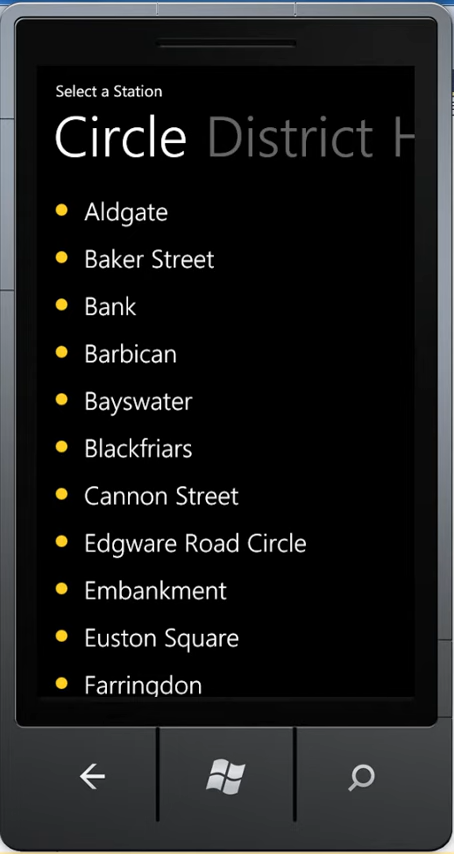 Select a Station
Circle District H
Aldgate
Baker Street
Bank
Barbican
Bayswater
Blackfriars
Cannon Street
Edgware Road Circle
Embankment
Euston Square
Farringdon